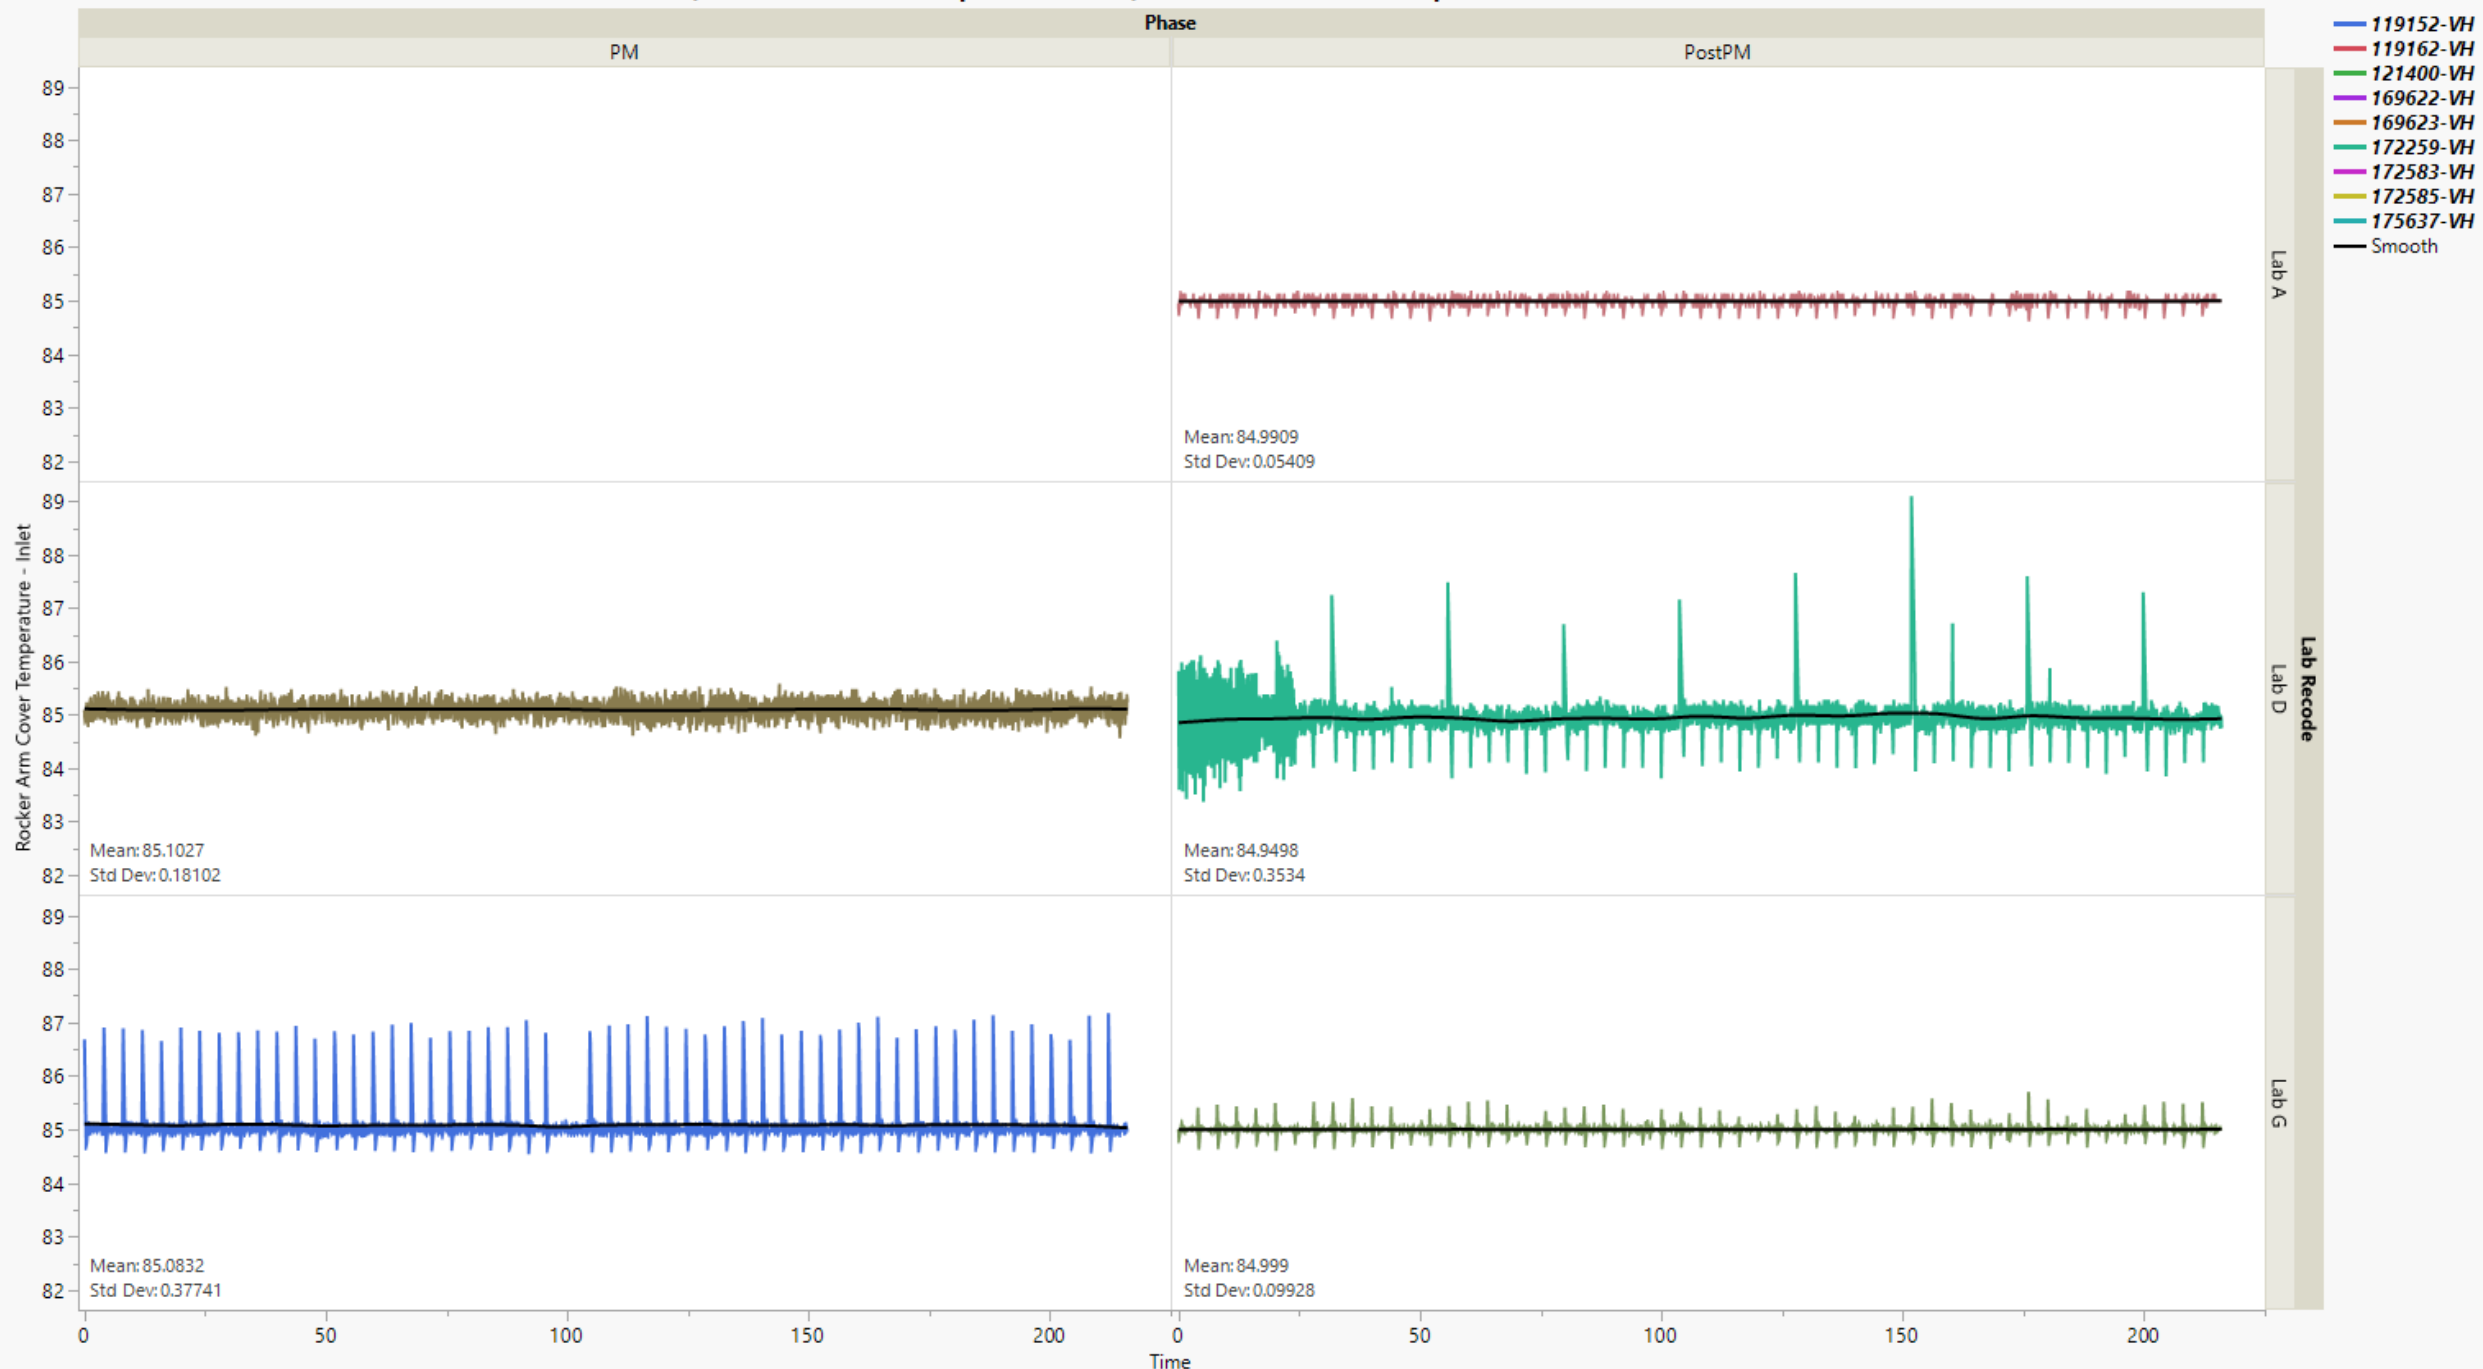 Phase
PM
PostPM
119152-VH
119162-VH
121400-VH
169622-VH
169623-VH
172259-VH
172583-VH
172585-VH
175637-VH
Smooth
Rocker Arm Cover Temperature - Inlet
89
88
87
86
85
84
83
82
Mean: 84.9909
Std Dev: 0.05409
Lab A
89
88
87
86
85
84
83
82
Mean: 85.1027
Std Dev: 0.18102
Mean: 84.9498
Std Dev: 0.3534
Lab D
Lab Recode
89
88
87
86
85
84
83
82
Mean: 85.0832
Std Dev: 0.37741
Mean: 84.999
Std Dev: 0.09928
Lab G
0 50 100 150 200 0 50 100 150 200
Time